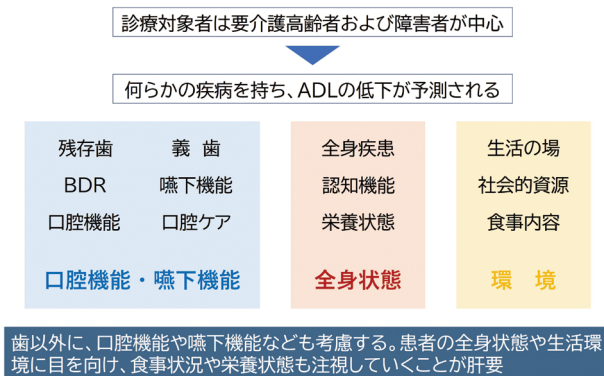 診療対象者は要介護高齢者および障害者が中心
何らかの疾病を持ち、ADLの低下が予測される
残存歯 義 歯
BDR 嚥下機能
口腔機能 口腔ケア
口腔機能・嚥下機能
全身疾患
認知機能
栄養状態
全身状態
生活の場
社会的資源
食事内容
環 境
歯以外に、口腔機能や嚥下機能なども考慮する。患者の全身状態や生活環
境に目を向け、食事状況や栄養状態も注視していくことが肝要